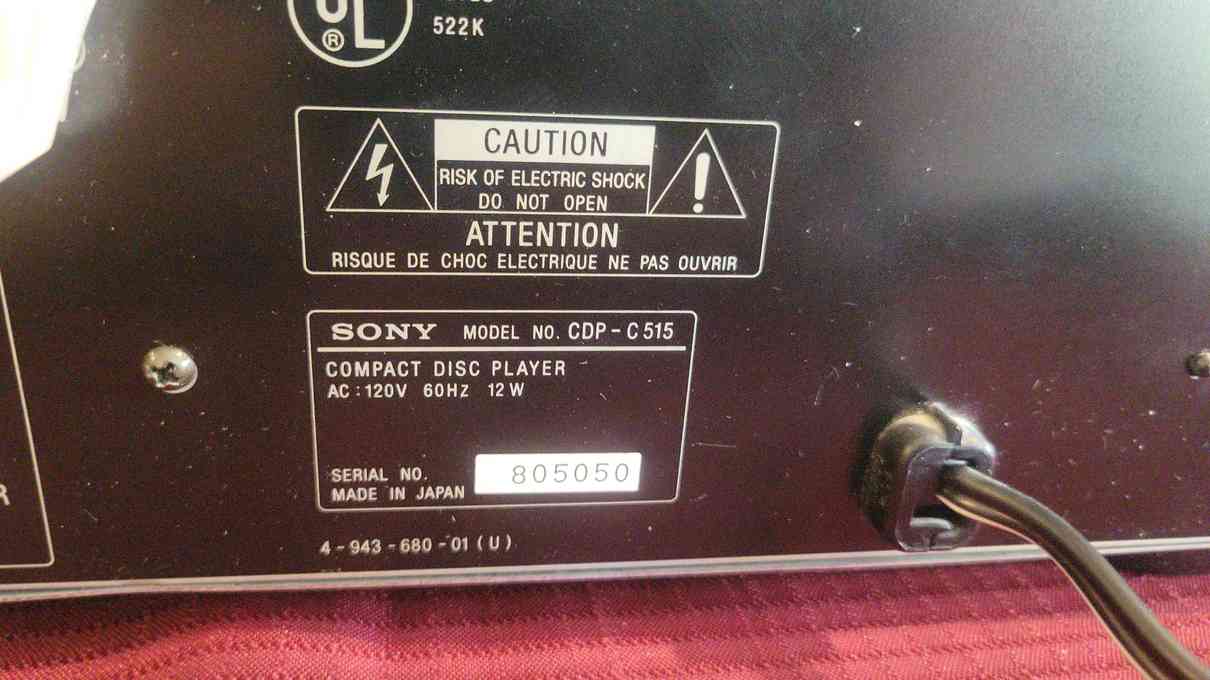 UL
®
522K
CAUTION
RISK OF ELECTRIC SHOCK
DO NOT OPEN
ATTENTION
RISQUE DE CHOC ELECTRIQUE NE PAS OUVRIR
SONY MODEL NO. CDP-C515
COMPACT DISC PLAYER
AC:120V 60Hz 12W
SERIAL NO. 805050
MADE IN JAPAN
4-943-680-01(U)
R